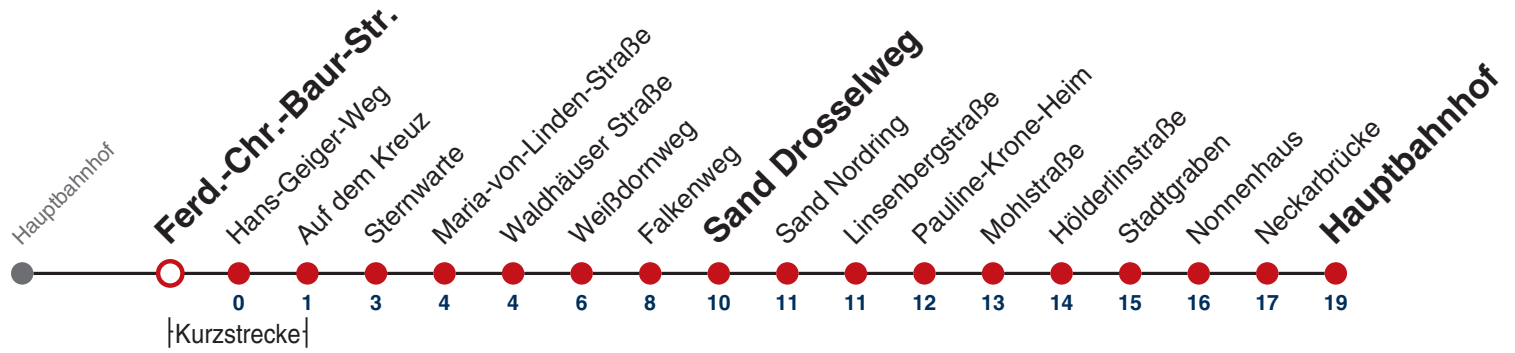 Hauptbahnhof
Ferd.-Chr.-Baur-Str.
Hans-Geiger-Weg
Auf dem Kreuz
Sternwarte
Maria-von-Linden-Straße
Waldhäuser Straße
Weißdornweg
Falkenweg
Sand Drosselweg
Sand Nordring
Linsenbergstraße
Pauline-Krone-Heim
Mohlstraße
Hölderlinstraße
Stadtgraben
Nonnenhaus
Neckarbrücke
Hauptbahnhof
0 1 3 4 4 6 8 10 11 11 12 13 14 15 16 17 19
Kurzstrecke